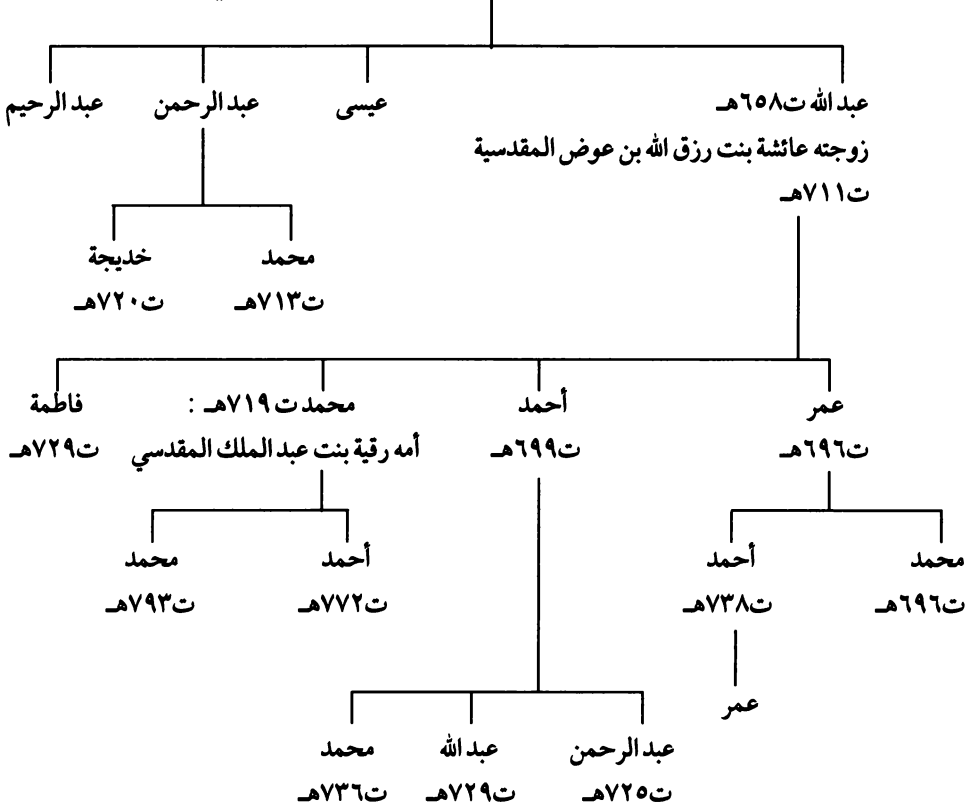 عبد الله ت٦٥٨هـ عيسى عبد الرحمن عبد الرحيم
زوجته عائشة بنت رزق الله بن عوض المقدسية
ت٧١١هـ
محمد خديجة
ت٧١٣هـ ت٧٢٠هـ
عمر أحمد محمد ت٧١٩هـ : فاطمة
ت٦٩٦هـ ت٦٩٩هـ أمه رقية بنت عبد الملك المقدسي ت٧٢٩هـ
محمد أحمد أحمد محمد
ت٦٩٦هـ ت٧٣٨هـ ت٧٧٢هـ ت٧٩٣هـ
عمر
عبد الرحمن عبد الله محمد
ت٧٢٥هـ ت٧٢٩هـ ت٧٣٦هـ